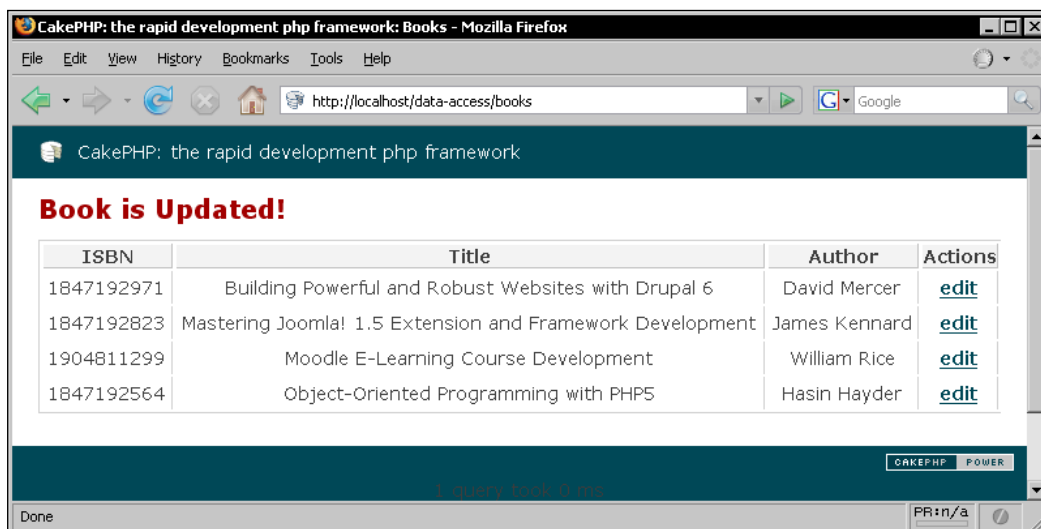 CakePHP: the rapid development php framework: Books - Mozilla Firefox
File Edit View History Bookmarks Tools Help
http://localhost/data-access/books G Google
CakePHP: the rapid development php framework
Book is Updated!
ISBN Title Author Actions
1847192971 Building Powerful and Robust Websites with Drupal 6 David Mercer edit
1847192823 Mastering Joomla! 1.5 Extension and Framework Development James Kennard edit
1904811299 Moodle E-Learning Course Development William Rice edit
1847192564 Object-Oriented Programming with PHP5 Hasin Hayder edit
CAKEPHP POWER
1 query took 0 ms
Done PR:n/a